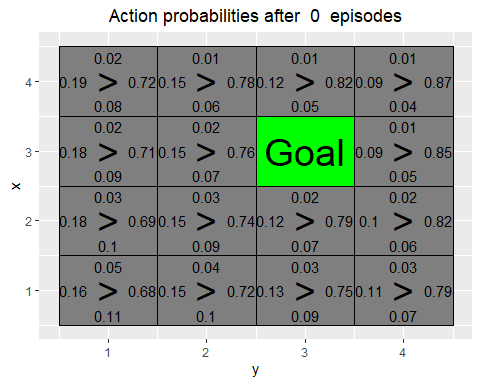 Action probabilities after 0 episodes
0.02 0.01 0.01 0.01
4 0.19 > 0.72 0.15 > 0.78 0.12 > 0.82 0.09 > 0.87
0.08 0.06 0.05 0.04
0.02 0.02 0.01
3 0.18 > 0.71 0.15 > 0.76 Goal 0.09 > 0.85
0.09 0.07 0.05
x
0.03 0.03 0.02 0.02
2 0.18 > 0.69 0.15 > 0.74 0.12 > 0.79 0.1 > 0.82
0.1 0.09 0.07 0.06
0.05 0.04 0.03 0.03
1 0.16 > 0.68 0.15 > 0.72 0.13 > 0.75 0.11 > 0.79
0.11 0.1 0.09 0.07
1 2 3 4
y